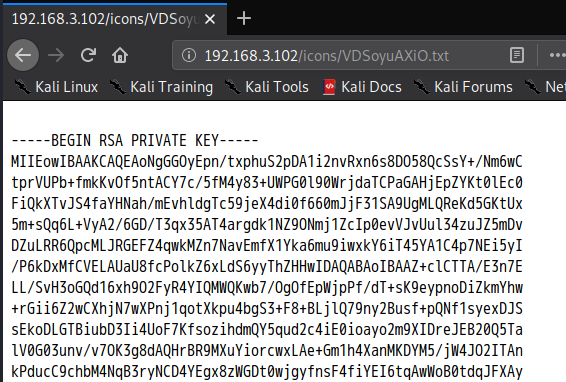 192.168.3.102/icons/VDSoyu
192.168.3.102/icons/VDSoyuAXiO.txt
Kali Linux Kali Training Kali Tools Kali Docs Kali Forums Ne
-----BEGIN RSA PRIVATE KEY-----
MIIEowIBAAKCAQEAoNgGGOyEpn/txphuS2pDA1i2nvRxn6s8DO58QcSsY+/Nm6wC
tprVUPb+fmkKvOf5ntACY7c/5fM4y83+UWPG0l90WrjdaTCPaGAHjEpZYKt0lEc0
FiQkXTvJS4faYHNah/mEvhldgTc59jeX4di0f660mJjF31SA9UgMLQReKd5GKtUx
5m+sQq6L+VyA2/6GD/T3qx35AT4argdk1NZ9ONmj1ZcIp0evVJvUul34zuJZ5mDv
DZuLRR6QpcMLJRGEFZ4qwkMZn7NavEmfX1Yka6mu9iwxkY6iT45YA1C4p7NEi5yI
/P6kDxMfCVELAUaU8fcPolkZ6xLdS6yyThZHHwIDAQABAoIBAAZ+clCTTA/E3n7E
LL/SvH3oGQd16xh9O2FyR4YIQMWQKwb7/OgOfEpWjpPf/dT+sK9eypnoDiZkmYhw
+rGii6Z2wCXhjN7wXPnj1qotXkpu4bgS3+F8+BLjlQ79ny2Busf+pQNf1syexDJS
sEkoDLGTBiubD3Ii4UoF7KfsozihdmQY5qud2c4iE0ioayo2m9XIDreJEB20Q5Ta
lV0G03unv/v7OK3g8dAQHrBR9MXuYiorcwxLAe+Gm1h4XanMKDYM5/jW4JO2ITAn
kPducC9chbM4NqB3ryNCD4YEgx8zWGDt0wjgyfnsF4fiYEI6tqAwWoB0tdqJFXAy